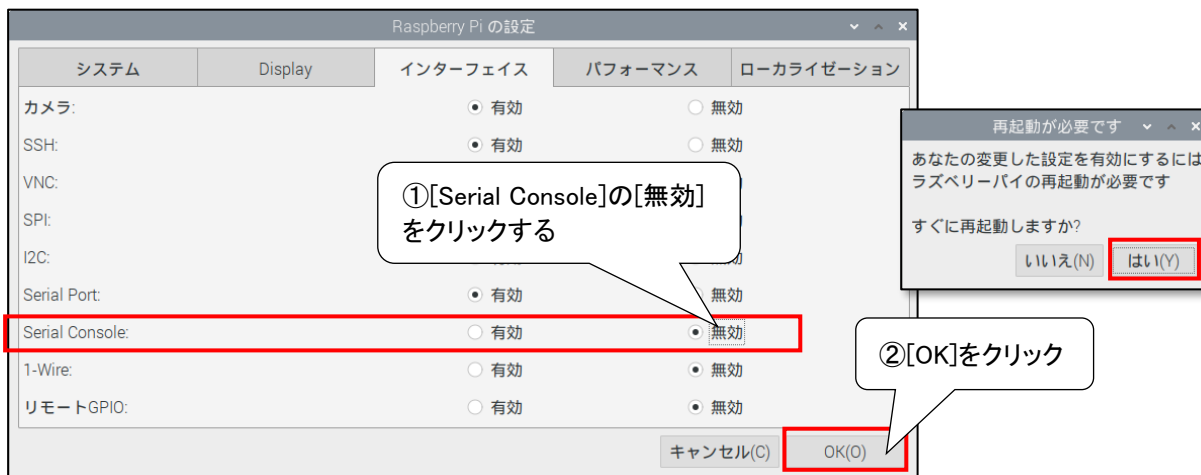 Raspberry Pi の設定
システム Display インターフェイス パフォーマンス ローカライゼーション
カメラ: 有効 無効
SSH: 有効 無効
VNC:
SPI:
I2C:
Serial Port: 有効 無効
Serial Console: 有効 無効
1-Wire: 有効 無効
リモートGPIO: 有効 無効
キャンセル(C) OK(O)
①[Serial Console]の[無効]
をクリックする
②[OK]をクリック
再起動が必要です
あなたの変更した設定を有効にするには
ラズベリーパイの再起動が必要です
すぐに再起動しますか?
いいえ(N) はい(Y)